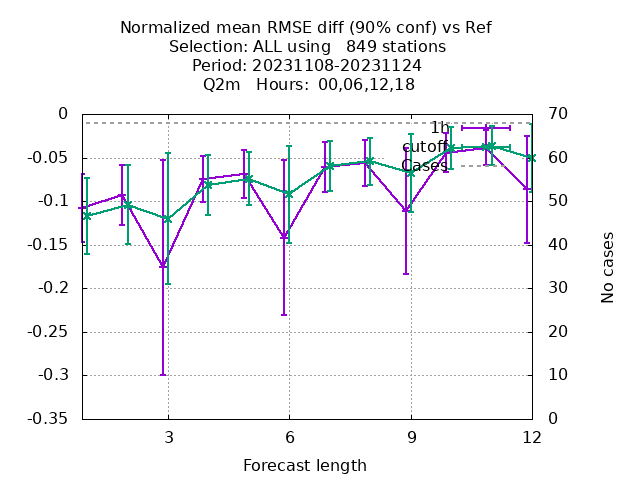 Normalized mean RMSE diff (90% conf) vs Ref
Selection: ALL using   849 stations
Period: 20231108-20231124
Q2m   Hours:  00,06,12,18
0
-0.05
-0.1
-0.15
-0.2
-0.25
-0.3
-0.35
70
60
50
40
30
20
10
0
1h
cutoff
Cases
No cases
3
6
9
12
Forecast length